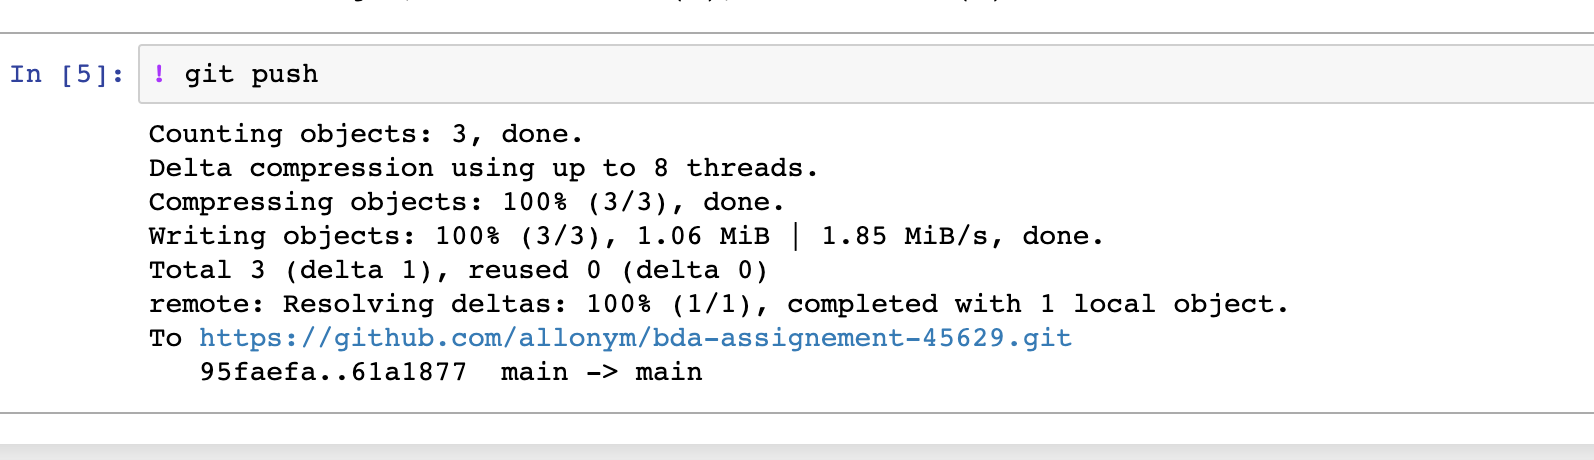 In [5]: ! git push
Counting objects: 3, done.
Delta compression using up to 8 threads.
Compressing objects: 100% (3/3), done.
Writing objects: 100% (3/3), 1.06 MiB | 1.85 MiB/s, done.
Total 3 (delta 1), reused 0 (delta 0)
remote: Resolving deltas: 100% (1/1), completed with 1 local object.
To https://github.com/allonym/bda-assignement-45629.git
   95faefa..61a1877  main -> main